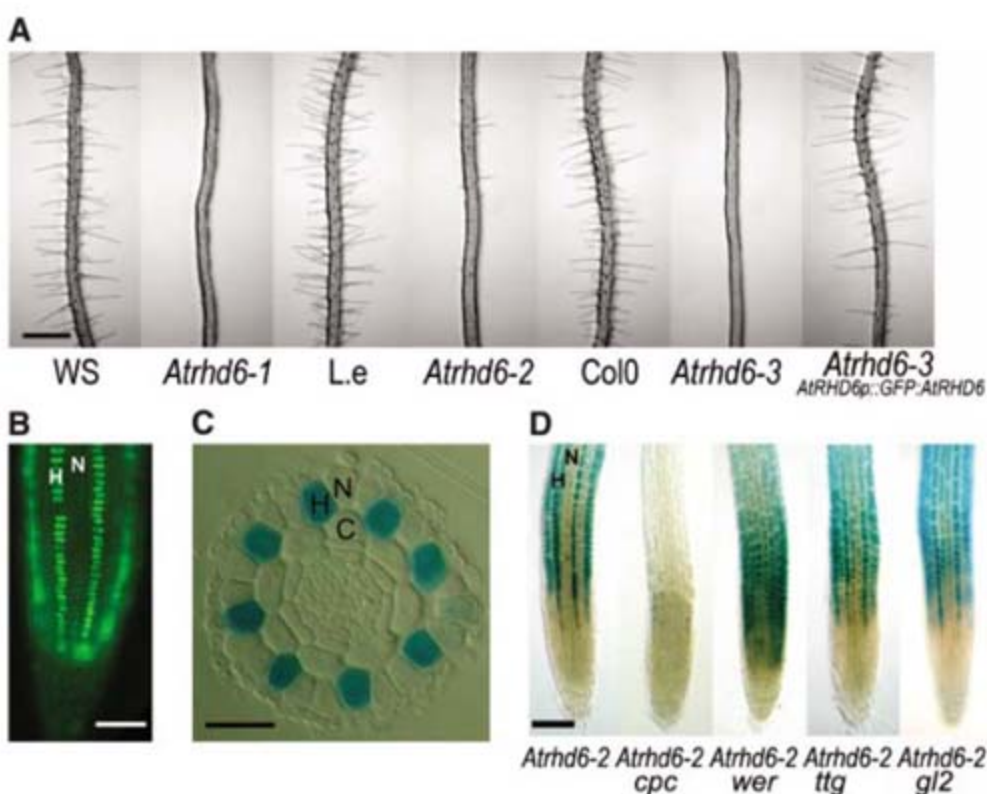 A
WS Atrhd6-1 L.e Atrhd6-2 Col0 Atrhd6-3 Atrhd6-3
AtRHD6p::GFP:AtRHD6
B C D
H N
N
H
C
N
H
Atrhd6-2 Atrhd6-2 Atrhd6-2 Atrhd6-2 Atrhd6-2
cpc wer ttg gl2